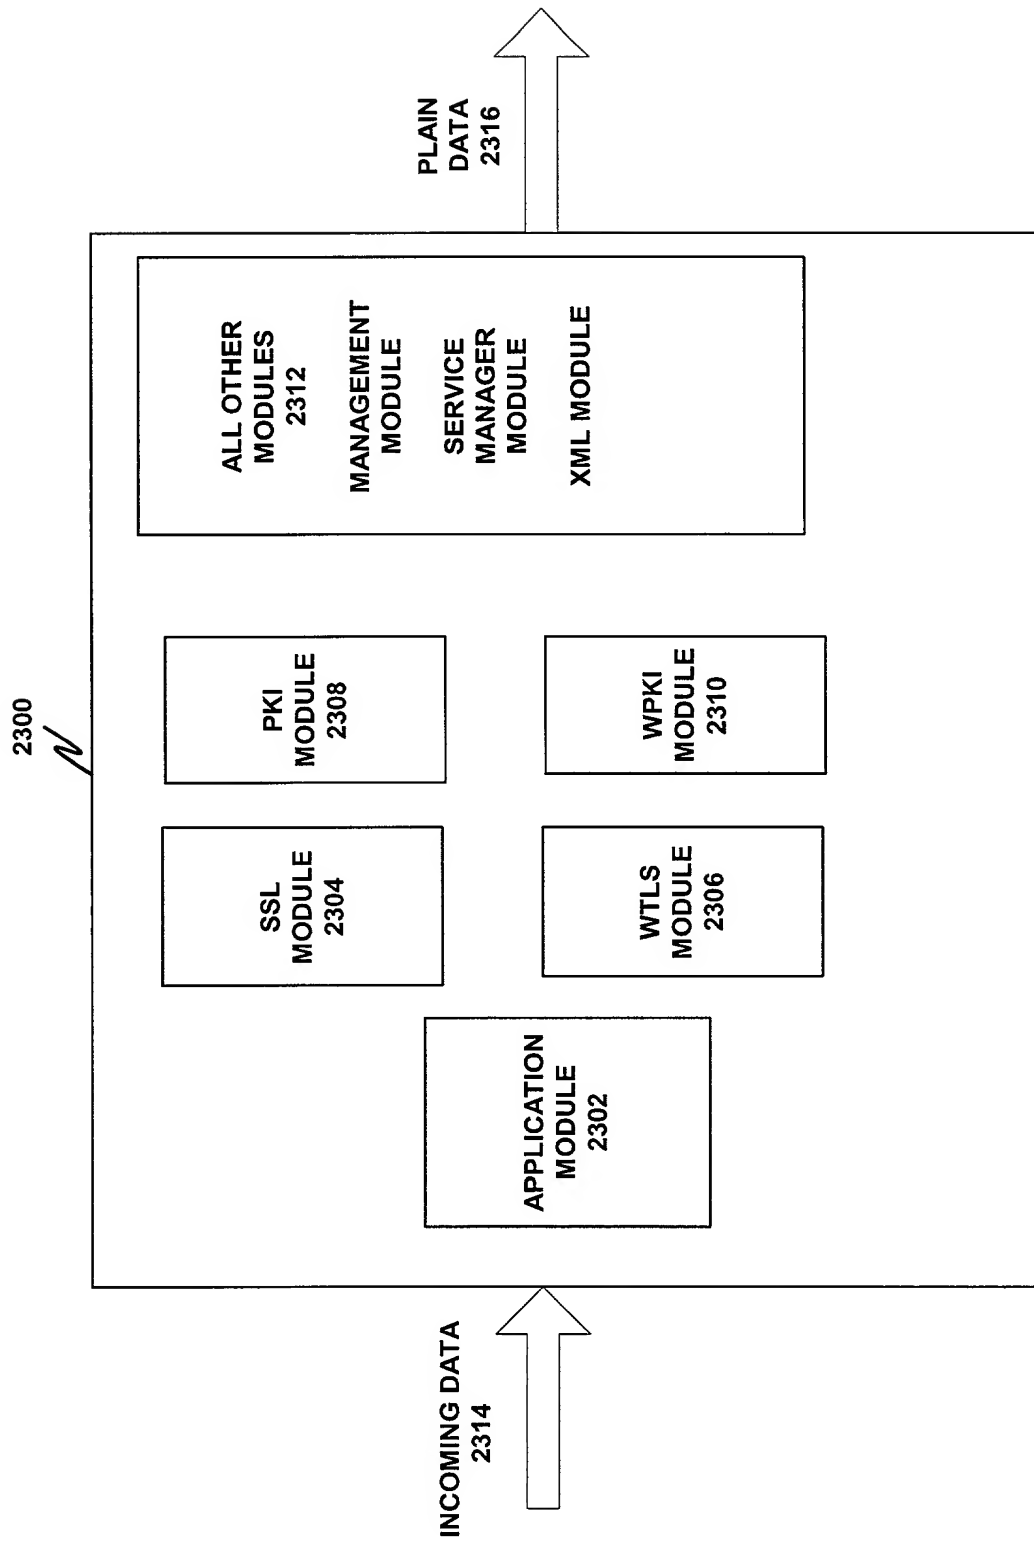 2300
INCOMING DATA
2314
APPLICATION
MODULE
2302
SSL
MODULE
2304
PKI
MODULE
2308
WTLS
MODULE
2306
WPKI
MODULE
2310
ALL OTHER
MODULES
2312
MANAGEMENT
MODULE
SERVICE
MANAGER
MODULE
XML MODULE
PLAIN
DATA
2316